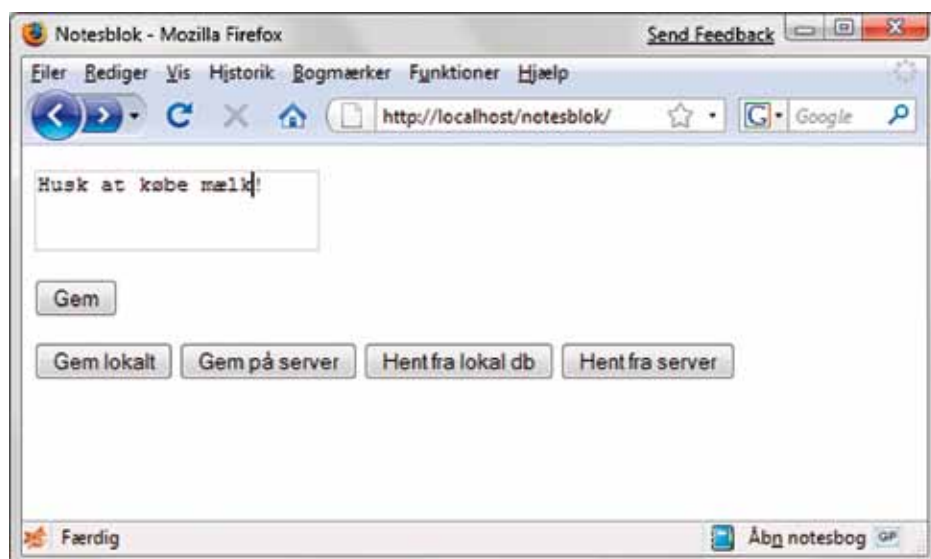 Notesblok - Mozilla Firefox Send Feedback
Filer Rediger Vis Historik Bogmærker Funktioner Hjælp
http://localhost/notesblok/ G Google
Husk at købe mælk!
Gem
Gem lokalt Gem på server Hent fra lokal db Hent fra server
Færdig Åbn notesbog GP